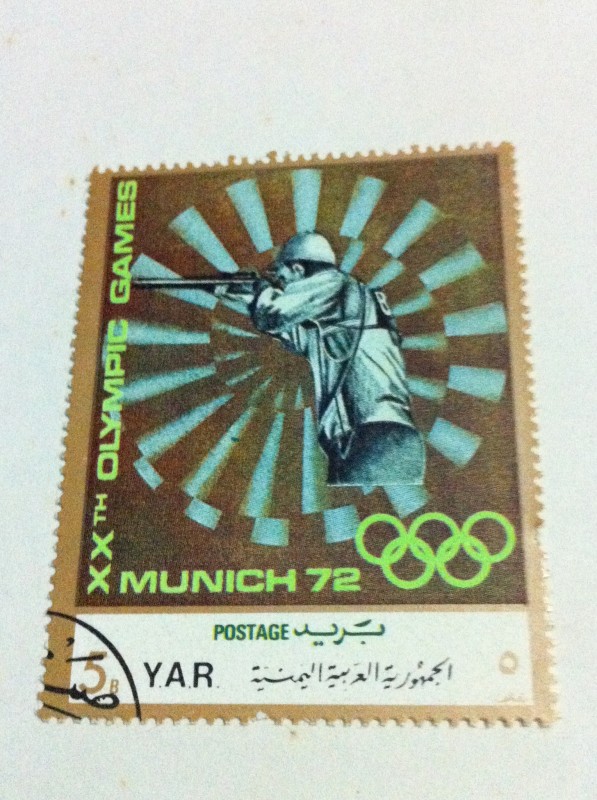 XXTH OLYMPIC GAMES
MUNICH 72
POSTAGE بريد
5B Y.A.R. الجمهورية العربية اليمنية ٥